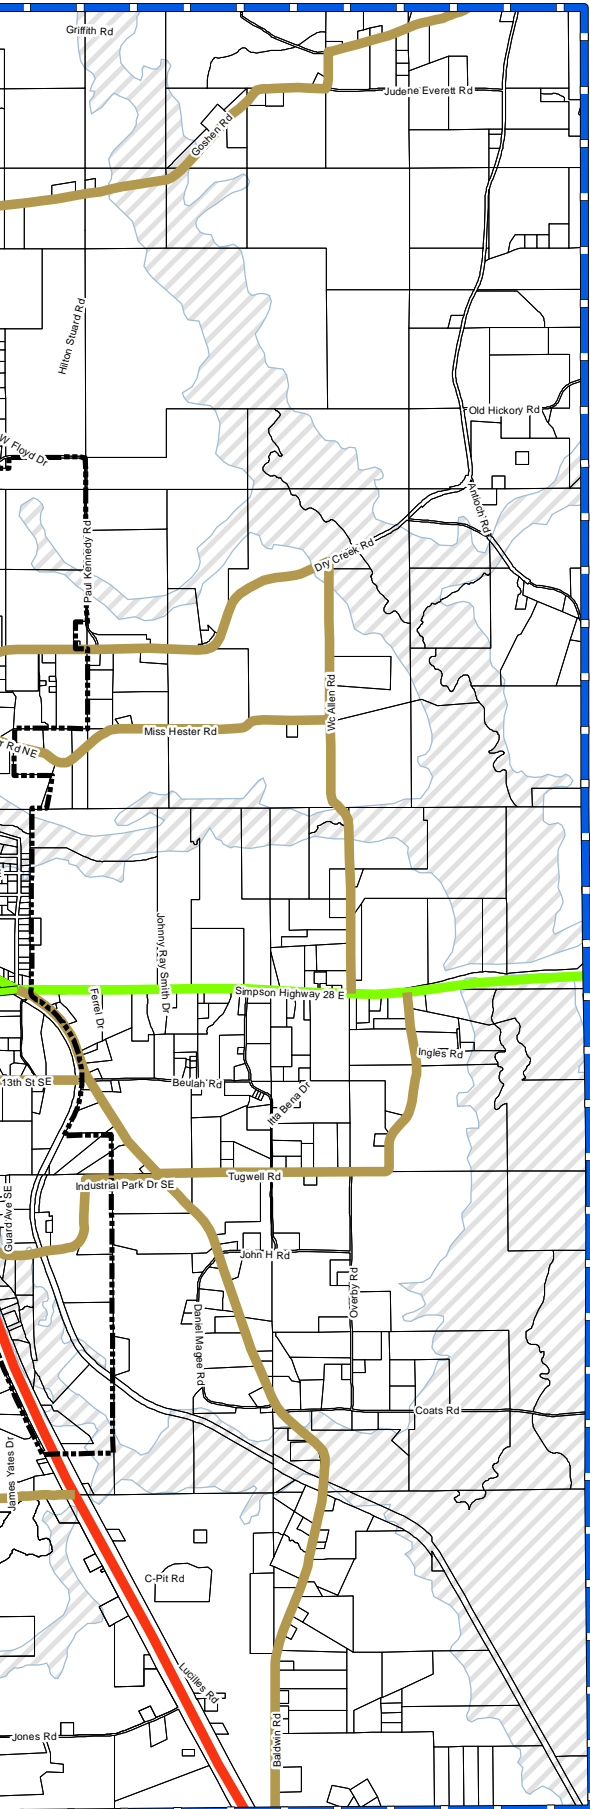 Griffith Rd
Judene Everett Rd
Goshen Rd
Hilton Stuard Rd
Old Hickory Rd
W Floyd Dr
Antioch Rd
Paul Kennedy Rd
Dry Creek Rd
Wc Allen Rd
Miss Hester Rd
r Rd NE
Johnny Ray Smith Dr
Ferrel Dr
Simpson Highway 28 E
Ingles Rd
13th St SE
Beulah Rd
Itta Bena Dr
Tugwell Rd
Industrial Park Dr SE
Guard Ave SE
John H Rd
Overby Rd
Daniel Magee Rd
Coats Rd
James Yates Dr
C-Pit Rd
Lucilles Rd
Jones Rd
Baldwin Rd